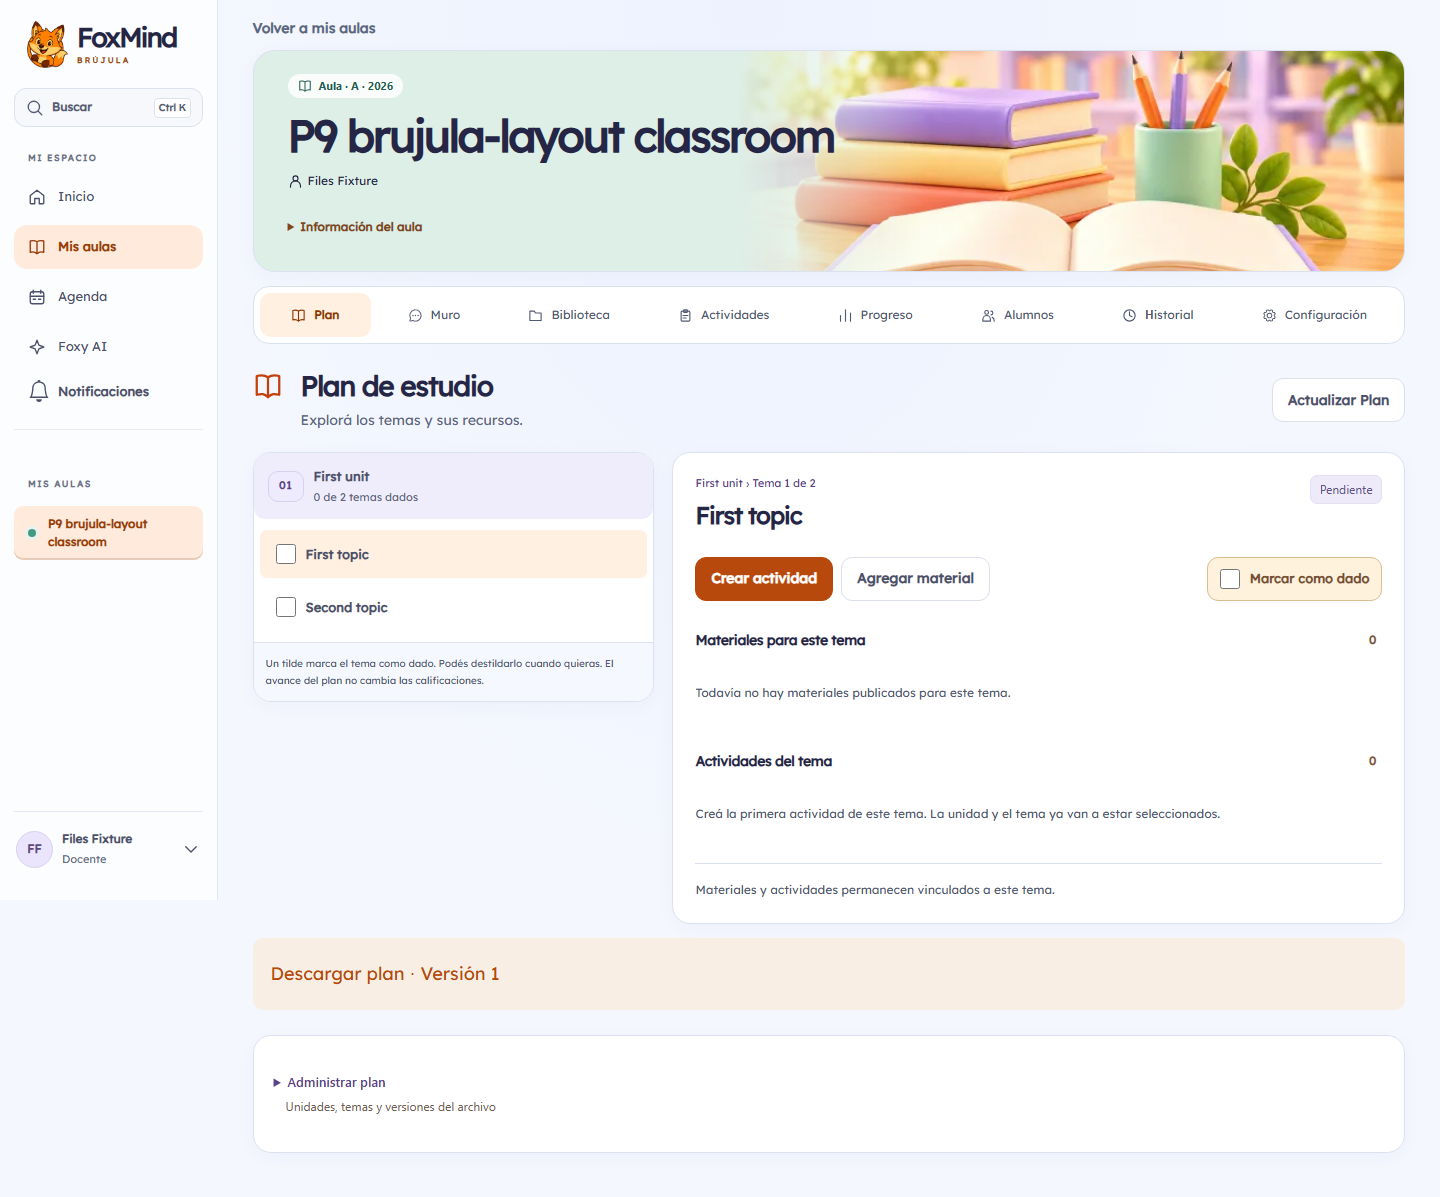 FoxMind
BRÚJULA
Buscar
Ctrl K
MI ESPACIO
Inicio
Mis aulas
Agenda
Foxy AI
Notificaciones
MIS AULAS
P9 brujula-layout
classroom
FF
Files Fixture
Docente
Volver a mis aulas
Aula · A · 2026
P9 brujula-layout classroom
Files Fixture
Información del aula
Plan
Muro
Biblioteca
Actividades
Progreso
Alumnos
Historial
Configuración
Plan de estudio
Explorá los temas y sus recursos.
Actualizar Plan
01
First unit
0 de 2 temas dados
First topic
Second topic
Un tilde marca el tema como dado. Podés destildarlo cuando quieras. El
avance del plan no cambia las calificaciones.
First unit › Tema 1 de 2
Pendiente
First topic
Crear actividad
Agregar material
Marcar como dado
Materiales para este tema
0
Todavía no hay materiales publicados para este tema.
Actividades del tema
0
Creá la primera actividad de este tema. La unidad y el tema ya van a estar seleccionados.
Materiales y actividades permanecen vinculados a este tema.
Descargar plan · Versión 1
Administrar plan
Unidades, temas y versiones del archivo